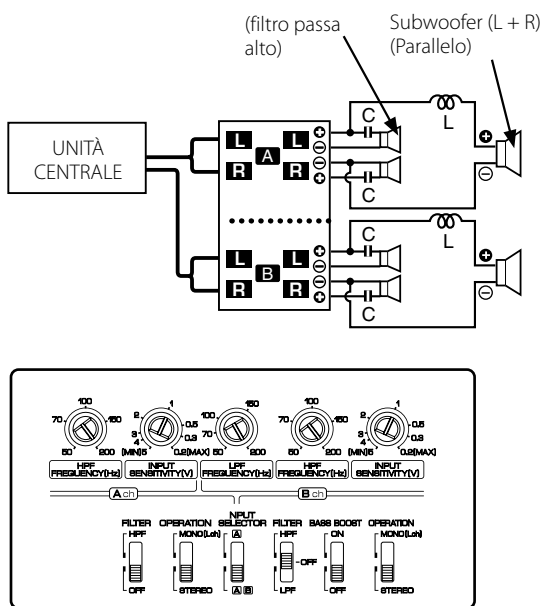 (filtro passa alto)
Subwoofer (L + R)
(Parallelo)
UNITÀ
CENTRALE
L L
A
R R
L L
B
R R
C
C
L
C
C
L
100
70 150
50 200
HPF
FREQUENCY(Hz)
1
2 0.5
3 0.3
4
(MIN)5 0.2(MAX)
INPUT
SENSITIVITY(V)
100 150
70
50 200
LPF
FREQUENCY(Hz)
100
70 150
50 200
HPF
FREQUENCY(Hz)
1
2 0.5
3 0.3
4
(MIN)5 0.2(MAX)
INPUT
SENSITIVITY(V)
A ch
B ch
FILTER
HPF
OFF
OPERATION
MONO(Lch)
STEREO
INPUT
SELECTOR
A
A B
FILTER
HPF
OFF
LPF
BASS BOOST
ON
OFF
OPERATION
MONO(Lch)
STEREO